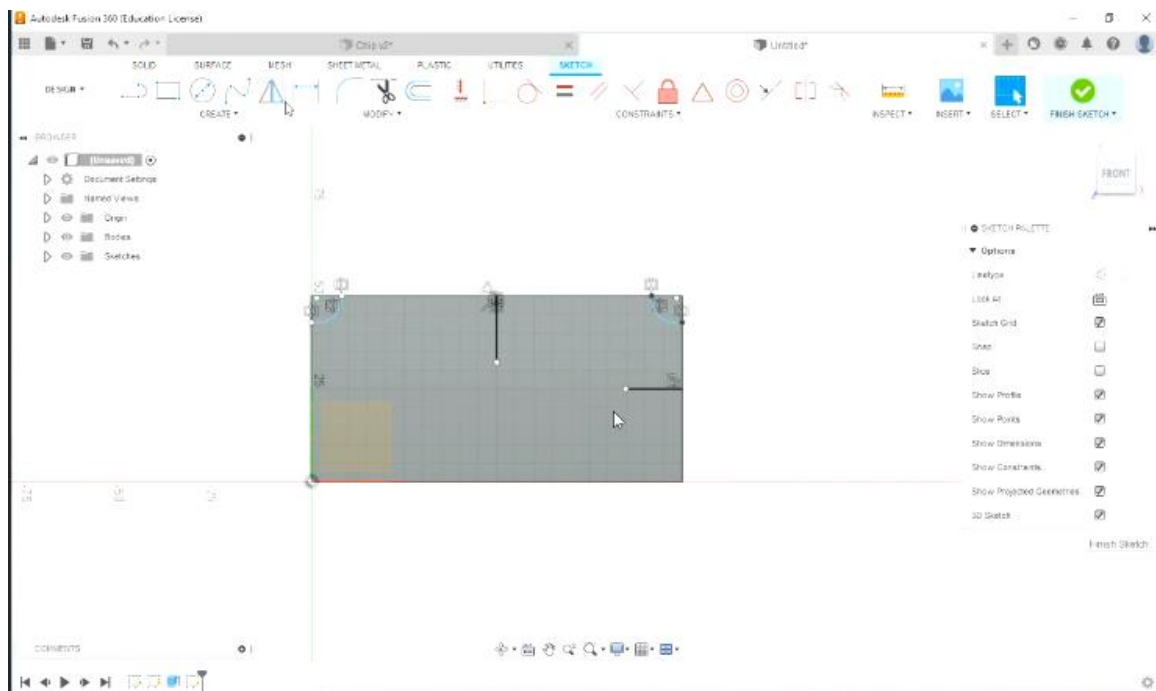 Autodesk Fusion 360 (Education License)
Chip v2*
Untitled*
SOLID SURFACE MESH SHEET METAL PLASTIC UTILITIES SKETCH
DESIGN
CREATE MODIFY CONSTRAINTS INSPECT INSERT SELECT FINISH SKETCH
BROWSER
(Unsaved)
Document Settings
Named Views
Origin
Bodies
Sketches
FRONT
SKETCH PALETTE
Options
Linetype
Look At
Sketch Grid
Snap
Slice
Show Profile
Show Points
Show Dimensions
Show Constraints
Show Projected Geometries
3D Sketch
Finish Sketch
COMMENTS